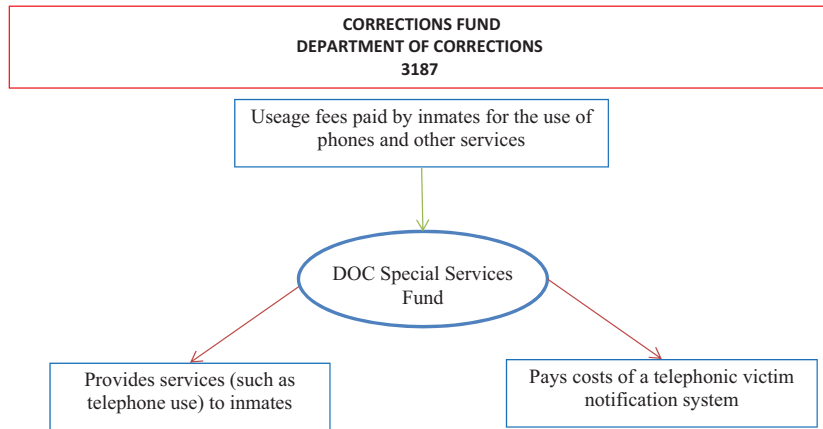 CORRECTIONS FUND
DEPARTMENT OF CORRECTIONS
3187
Useage fees paid by inmates for the use of
phones and other services
DOC Special Services
Fund
Provides services (such as
telephone use) to inmates
Pays costs of a telephonic victim
notification system